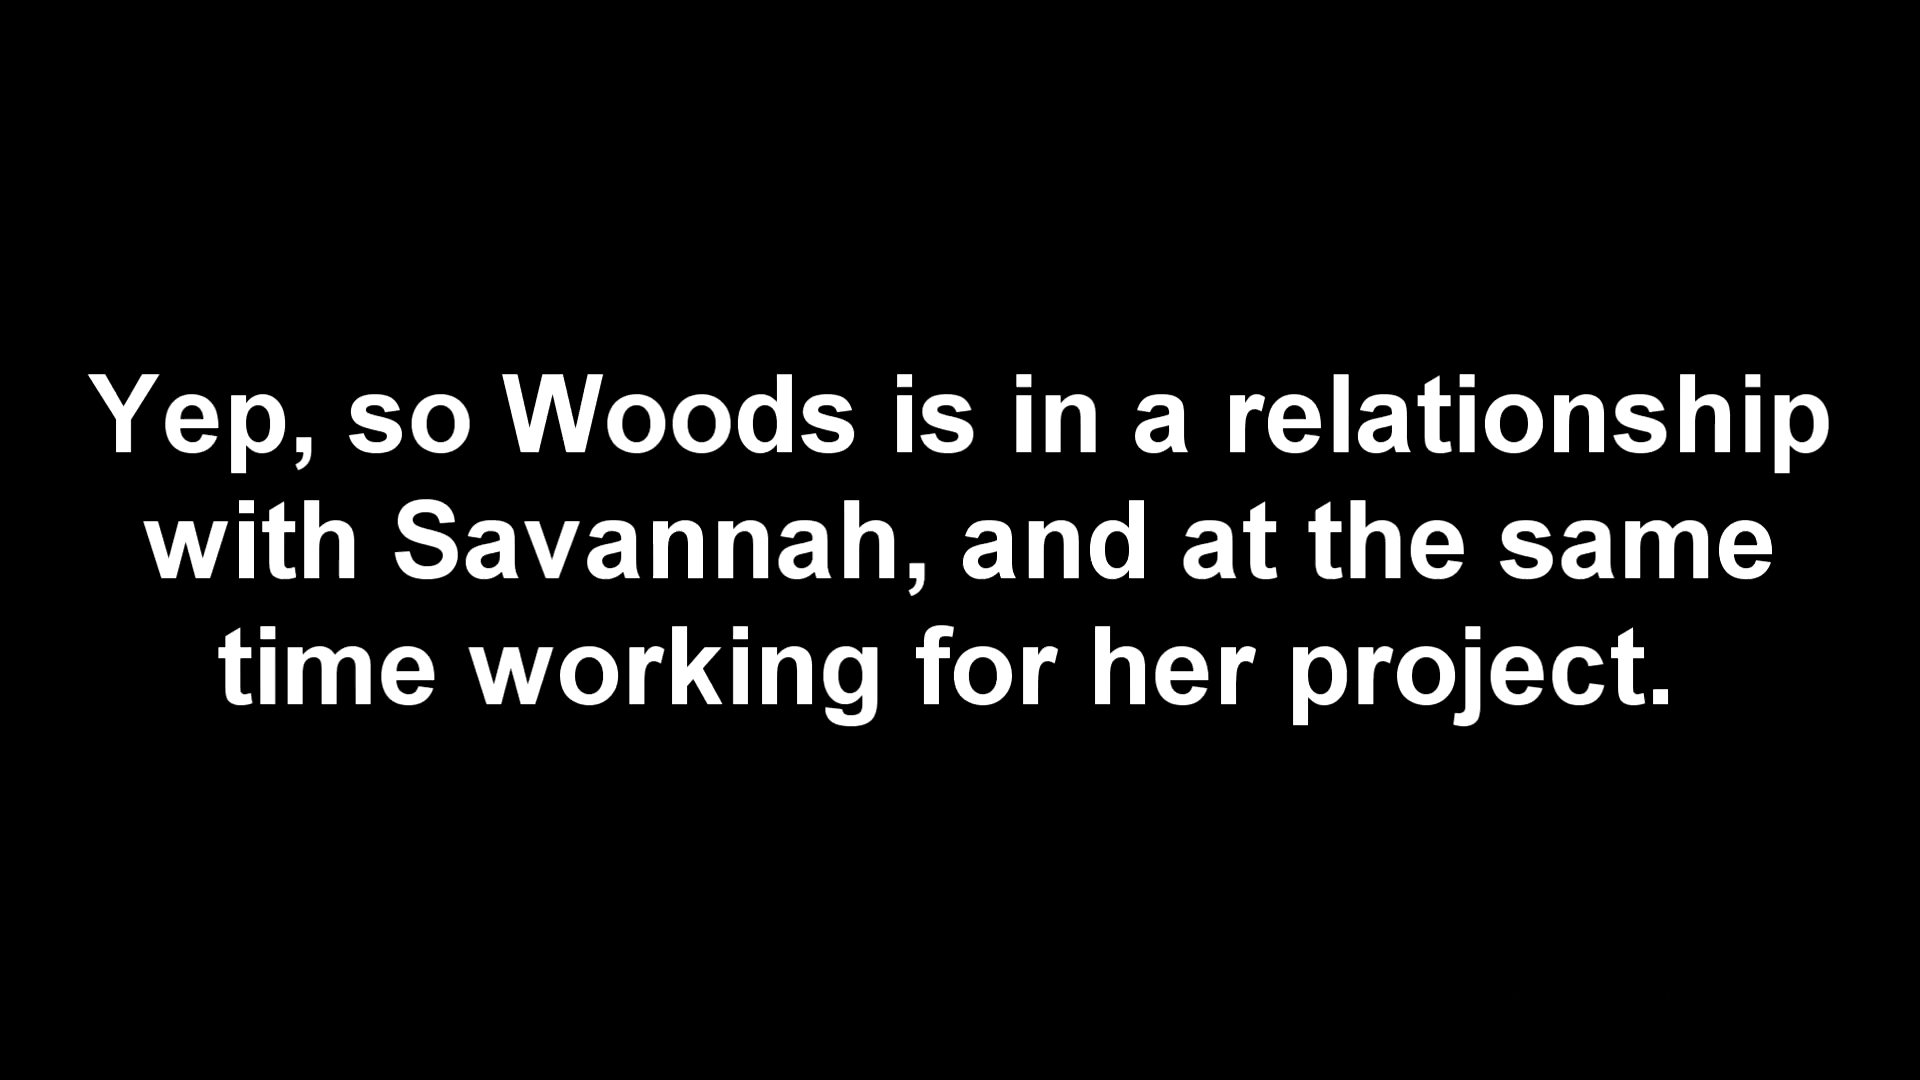 Yep, so Woods is in a relationship
with Savannah, and at the same
time working for her project.